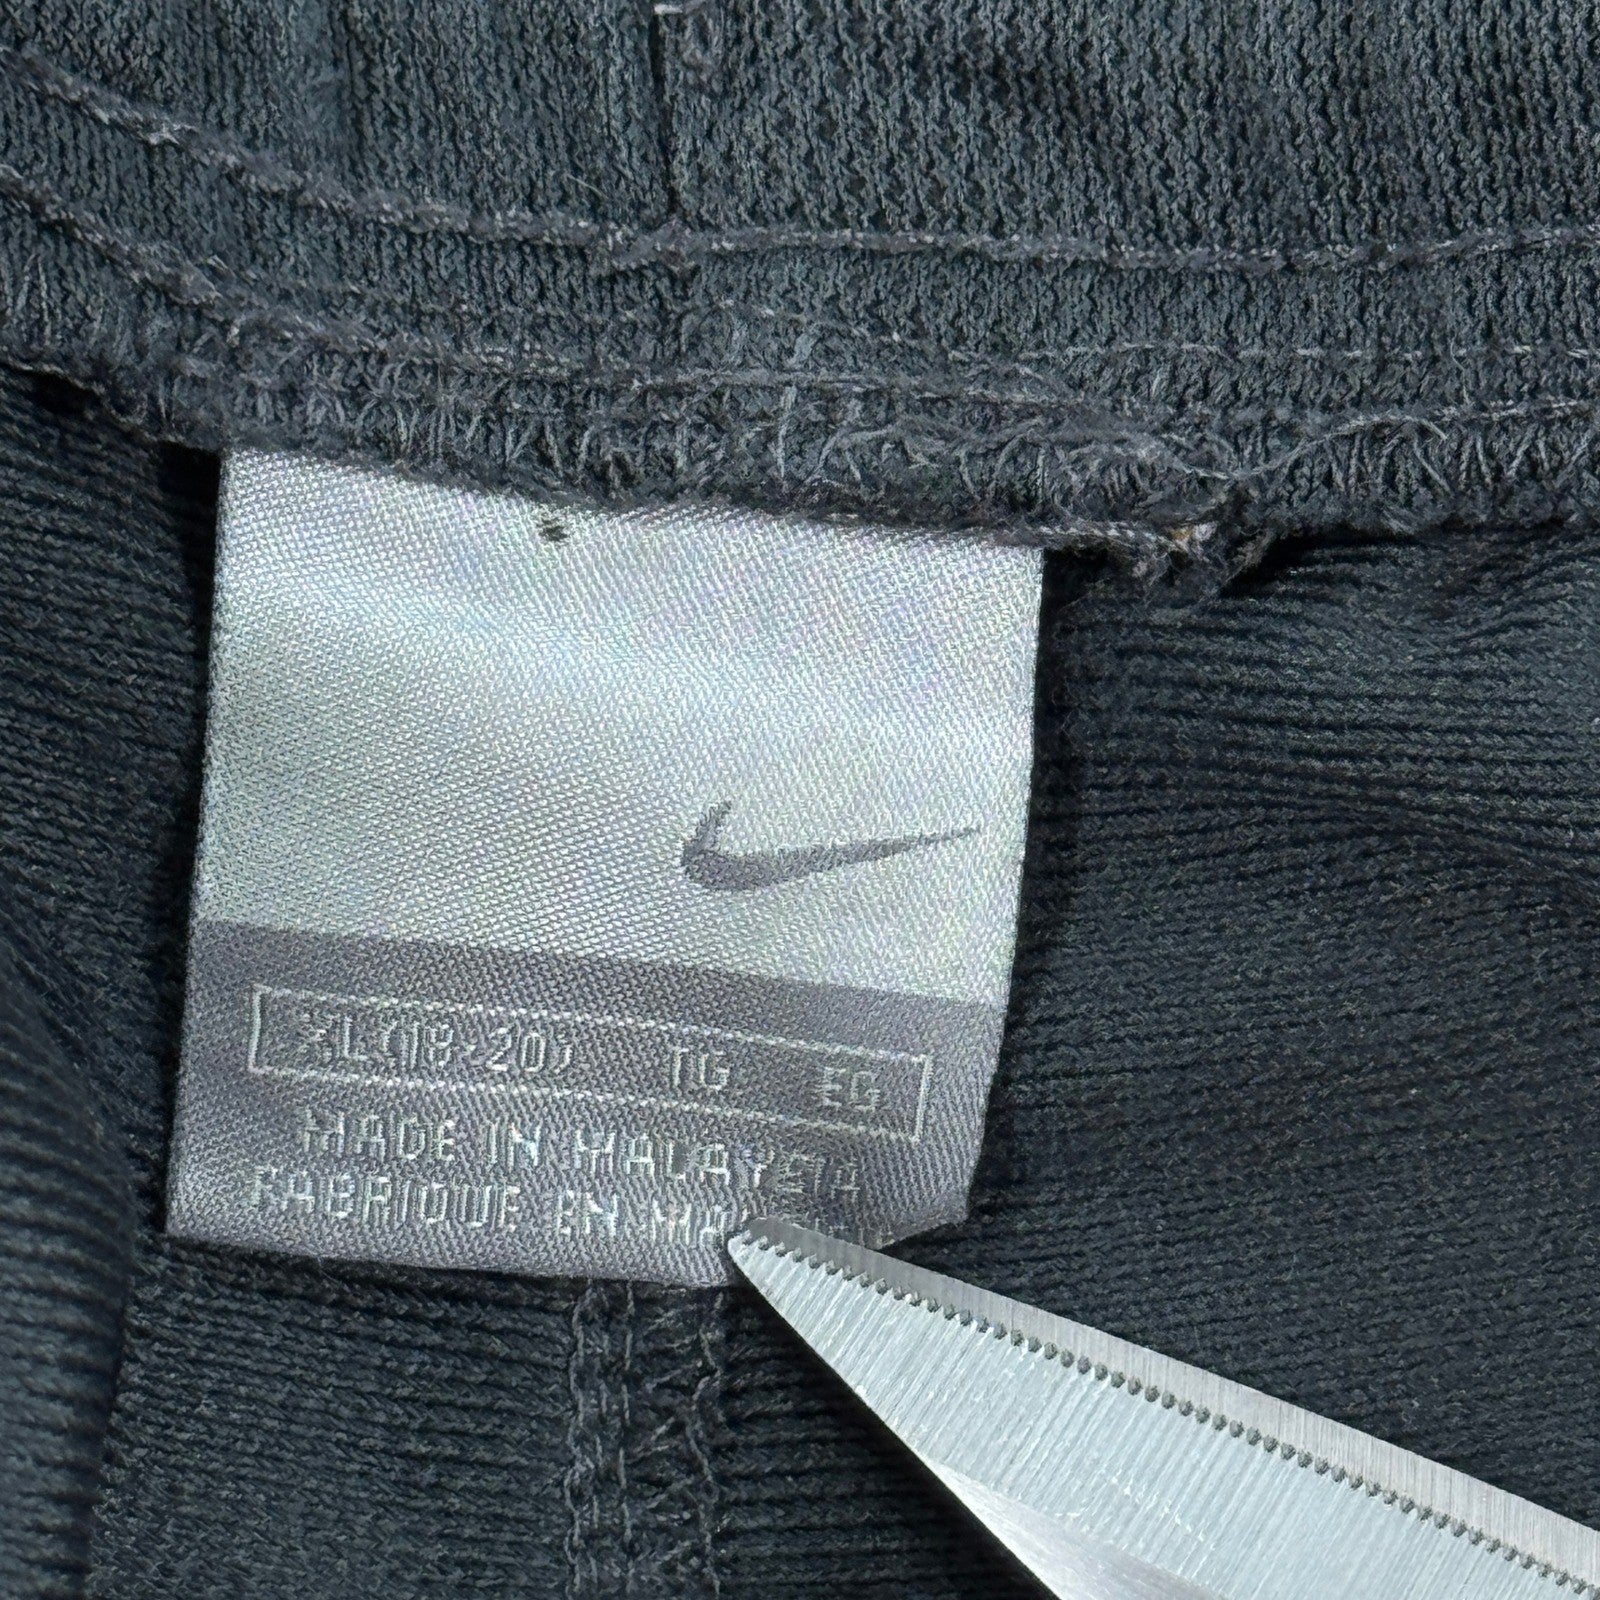 XL(18-20) TG EG
MADE IN MALAYSIA
FABRIQUE EN